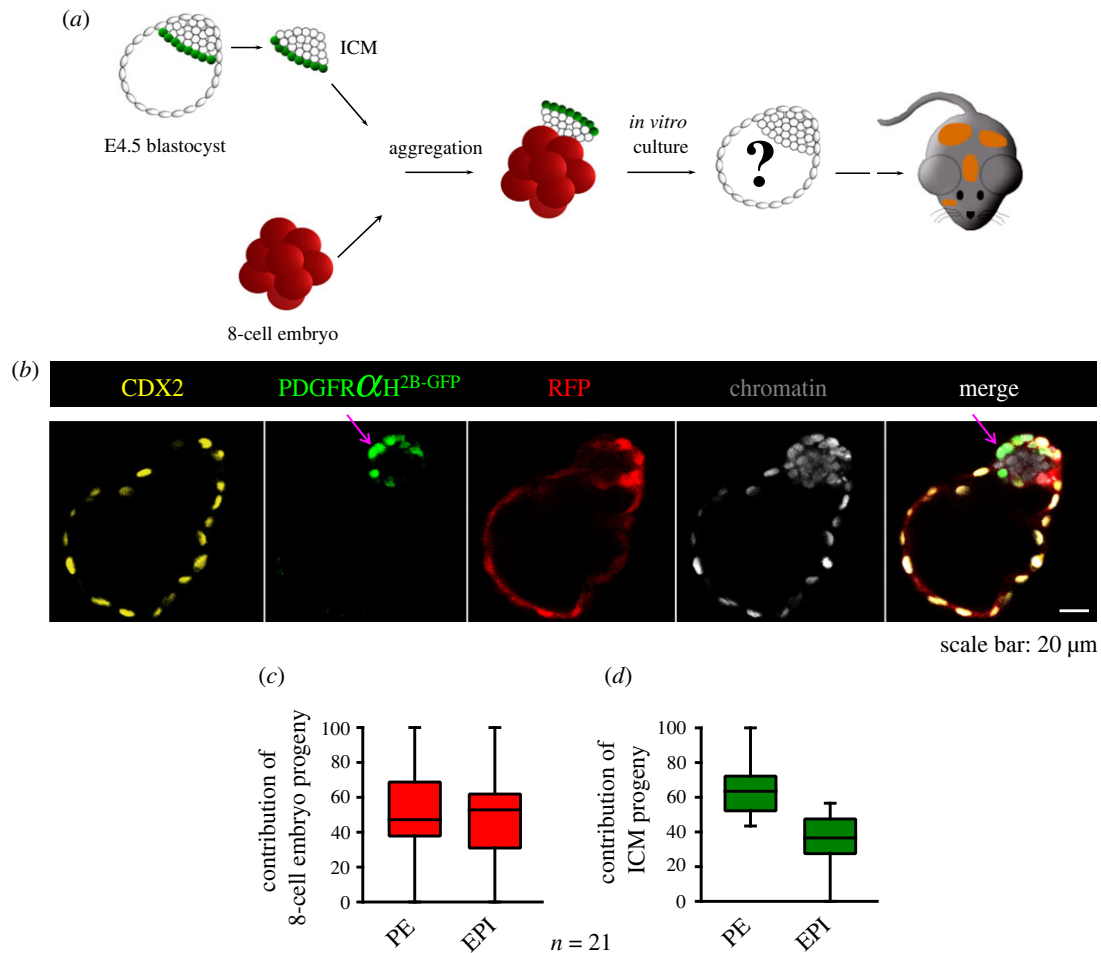 (a)
ICM
E4.5 blastocyst
aggregation
in vitro
culture
?
8-cell embryo
(b)
CDX2 PDGFRαH2B-GFP RFP chromatin merge
scale bar: 20 µm
(c)
contribution of
8-cell embryo progeny
100
80
60
40
20
0
PE EPI
n = 21
(d)
contribution of
ICM progeny
100
80
60
40
20
0
PE EPI